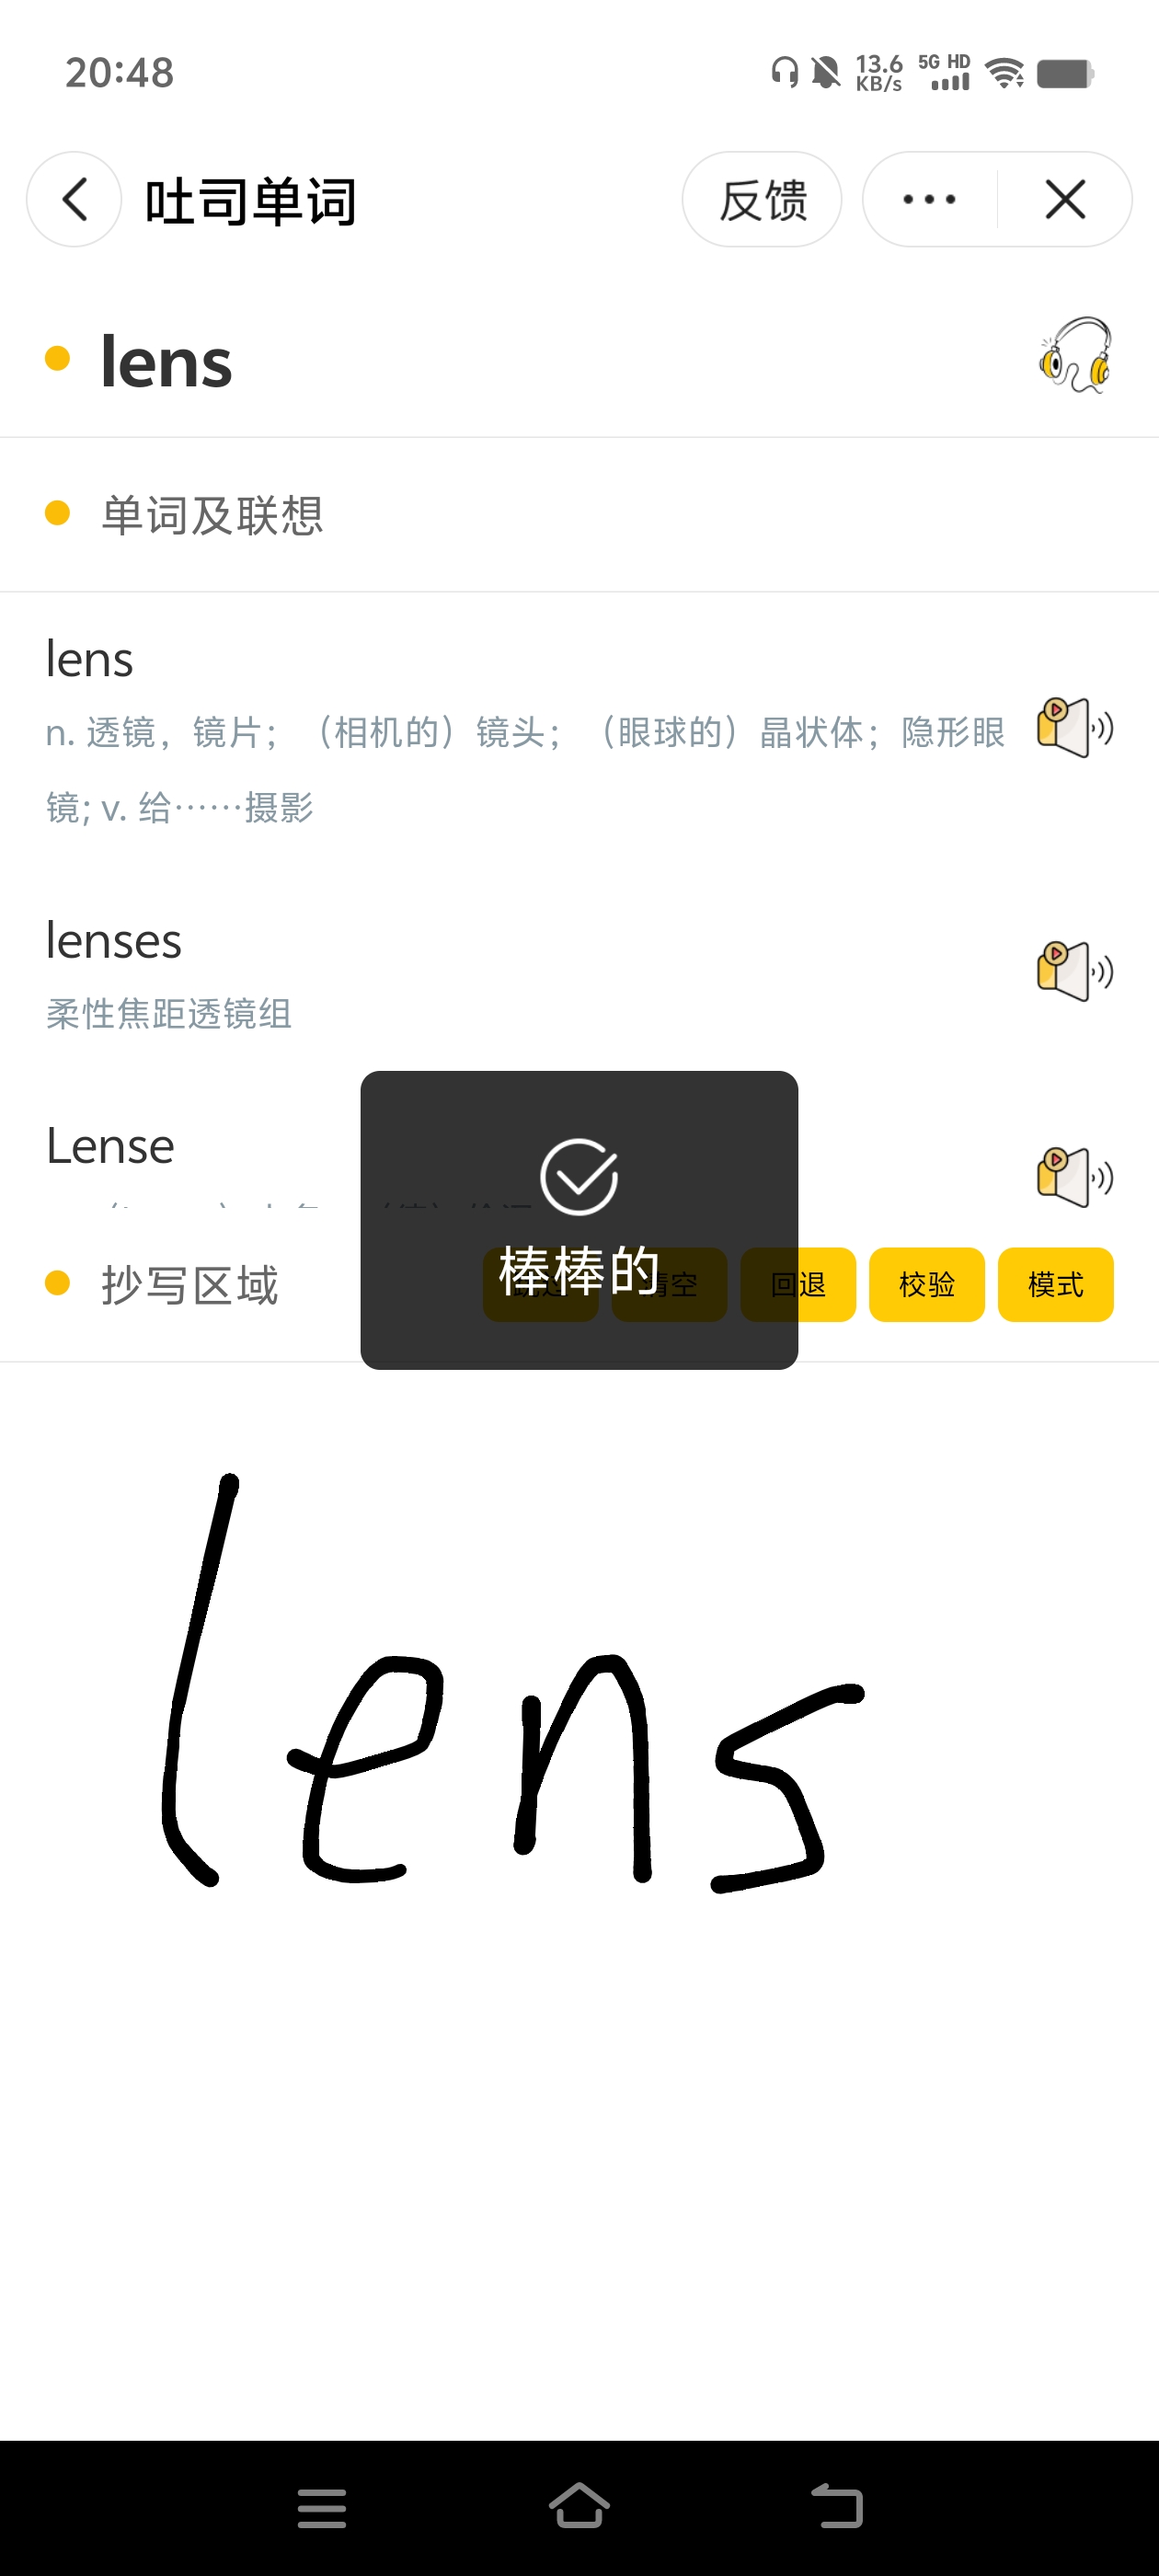 20:48
13.6 KB/s 5G HD
吐司单词
反馈
lens
单词及联想
lens
n. 透镜，镜片；（相机的）镜头；（眼球的）晶状体；隐形眼
镜; v. 给……摄影
lenses
柔性焦距透镜组
Lense
棒棒的
抄写区域
清空 回退 校验 模式
lens